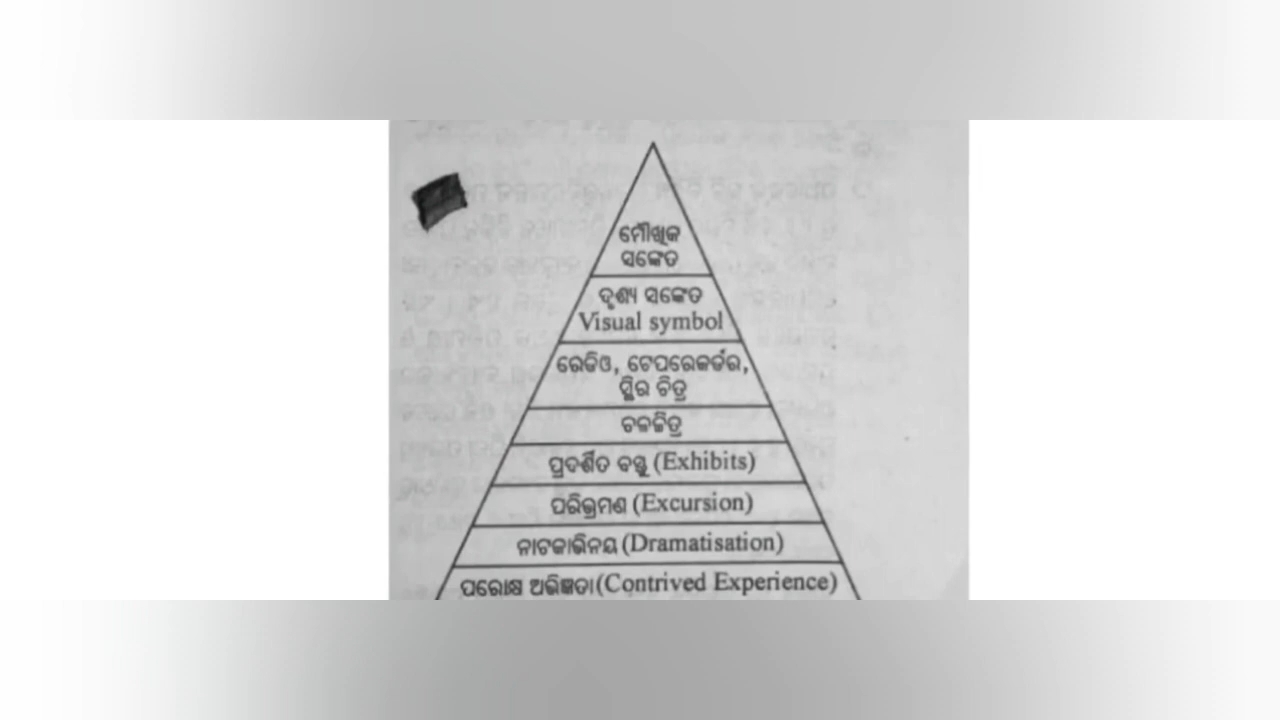 ମୌଖିକ
ସଙ୍କେତ
ଦୃଶ୍ୟ ସଙ୍କେତ
Visual symbol
ରେଡିଓ, ଟେପରେକର୍ଡର,
ସ୍ଥିର ଚିତ୍ର
ଚଳଚ୍ଚିତ୍ର
ପ୍ରଦର୍ଶିତ ବସ୍ତୁ (Exhibits)
ପରିଭ୍ରମଣ (Excursion)
ନାଟକାଭିନୟ (Dramatisation)
ପରୋକ୍ଷ ଅଭିଜ୍ଞତା (Contrived Experience)